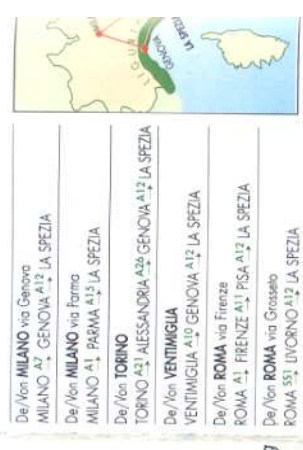 De/Von MILANO via Genova
MILANO A7 → GENOVA A12 → LA SPEZIA
De/Von MILANO via Parma
MILANO A1 → PARMA A15 → LA SPEZIA
De/Von TORINO
TORINO A21 → ALESSANDRIA A26 → GENOVA A12 → LA SPEZIA
De/Von VENTIMIGLIA
VENTIMIGLIA A10 → GENOVA A12 → LA SPEZIA
De/Von ROMA via Firenze
ROMA A1 → FIRENZE A11 → PISA A12 → LA SPEZIA
De/Von ROMA via Grosseto
ROMA SS1 → LIVORNO A12 → LA SPEZIA
LIGURIA
GENOVA
LA SPEZIA